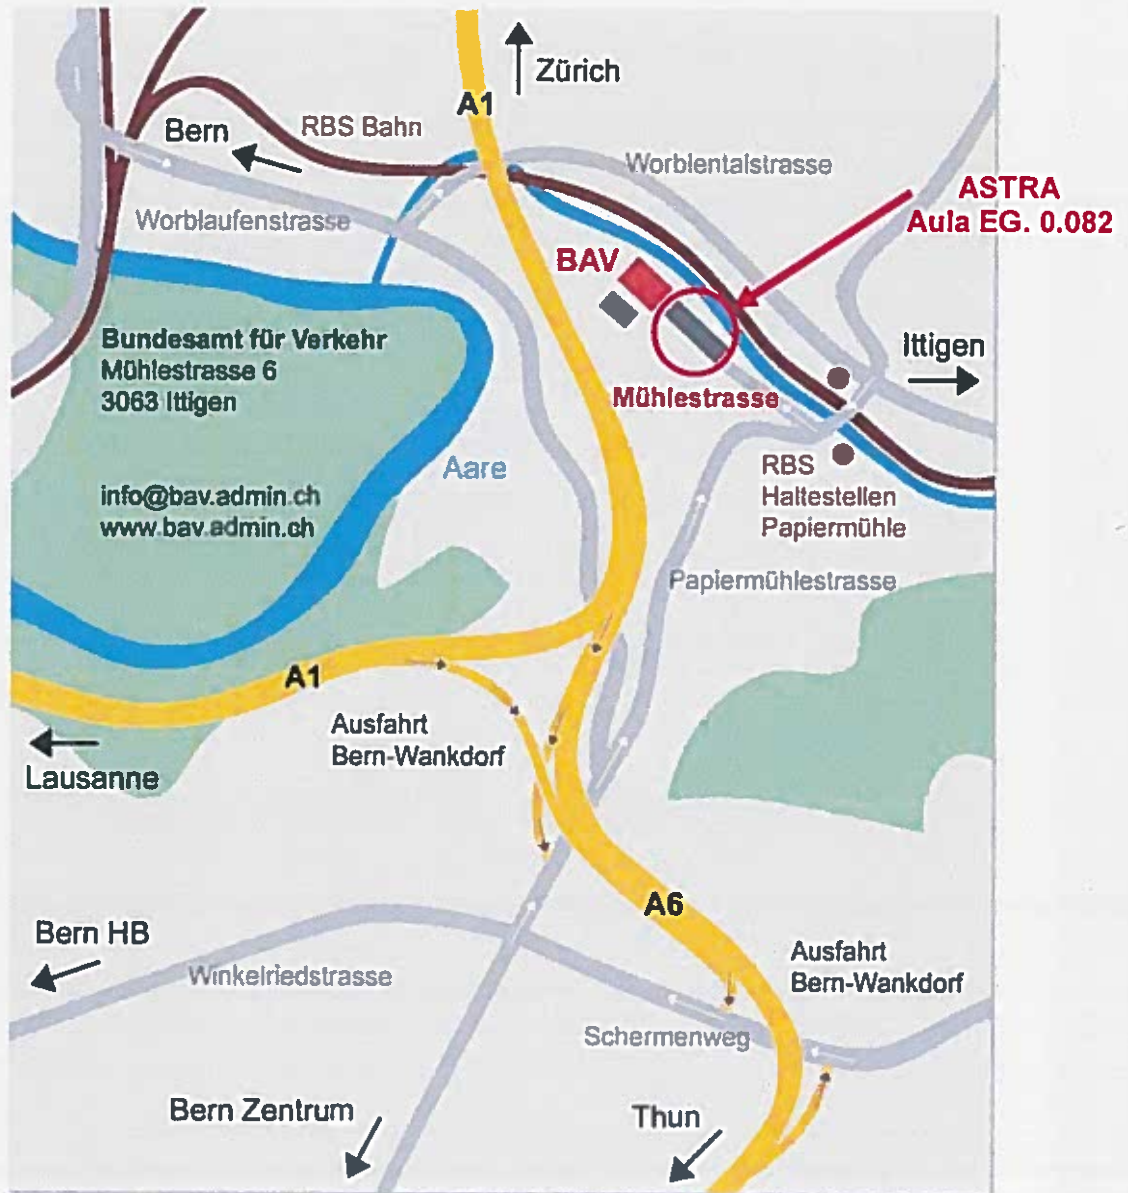 Zürich
A1
Bern
RBS Bahn
Worblentalstrasse
ASTRA
Aula EG. 0.082
Worblaufenstrasse
BAV
Bundesamt für Verkehr
Mühlestrasse 6
3063 Ittigen
Ittigen
Mühlestrasse
Aare
RBS
Haltestellen
Papiermühle
info@bav.admin.ch
www.bav.admin.ch
Papiermühlestrasse
A1
Ausfahrt
Bern-Wankdorf
Lausanne
A6
Bern HB
Ausfahrt
Bern-Wankdorf
Winkelriedstrasse
Schermenweg
Bern Zentrum
Thun